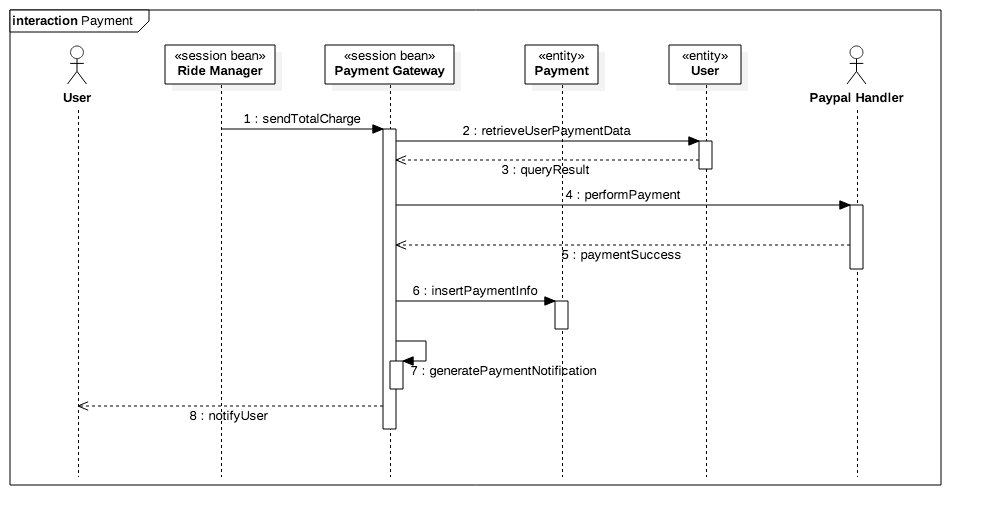 interaction Payment
User
«session bean»
Ride Manager
«session bean»
Payment Gateway
«entity»
Payment
«entity»
User
Paypal Handler
1 : sendTotalCharge
2 : retrieveUserPaymentData
3 : queryResult
4 : performPayment
5 : paymentSuccess
6 : insertPaymentInfo
7 : generatePaymentNotification
8 : notifyUser